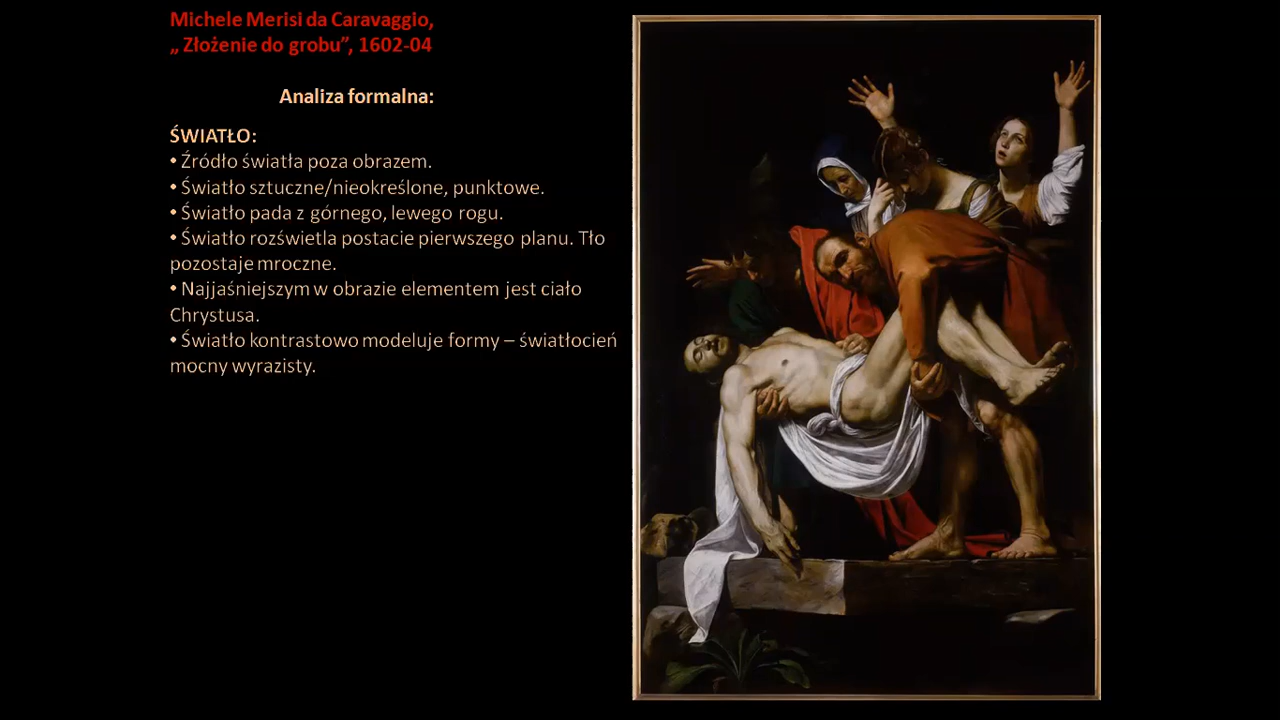 Michele Merisi da Caravaggio,
„ Złożenie do grobu”, 1602-04
Analiza formalna:
ŚWIATŁO:
• Źródło światła poza obrazem.
• Światło sztuczne/nieokreślone, punktowe.
• Światło pada z górnego, lewego rogu.
• Światło rozświetla postacie pierwszego planu. Tło
pozostaje mroczne.
• Najjaśniejszym w obrazie elementem jest ciało
Chrystusa.
• Światło kontrastowo modeluje formy – światłocień
mocny wyrazisty.